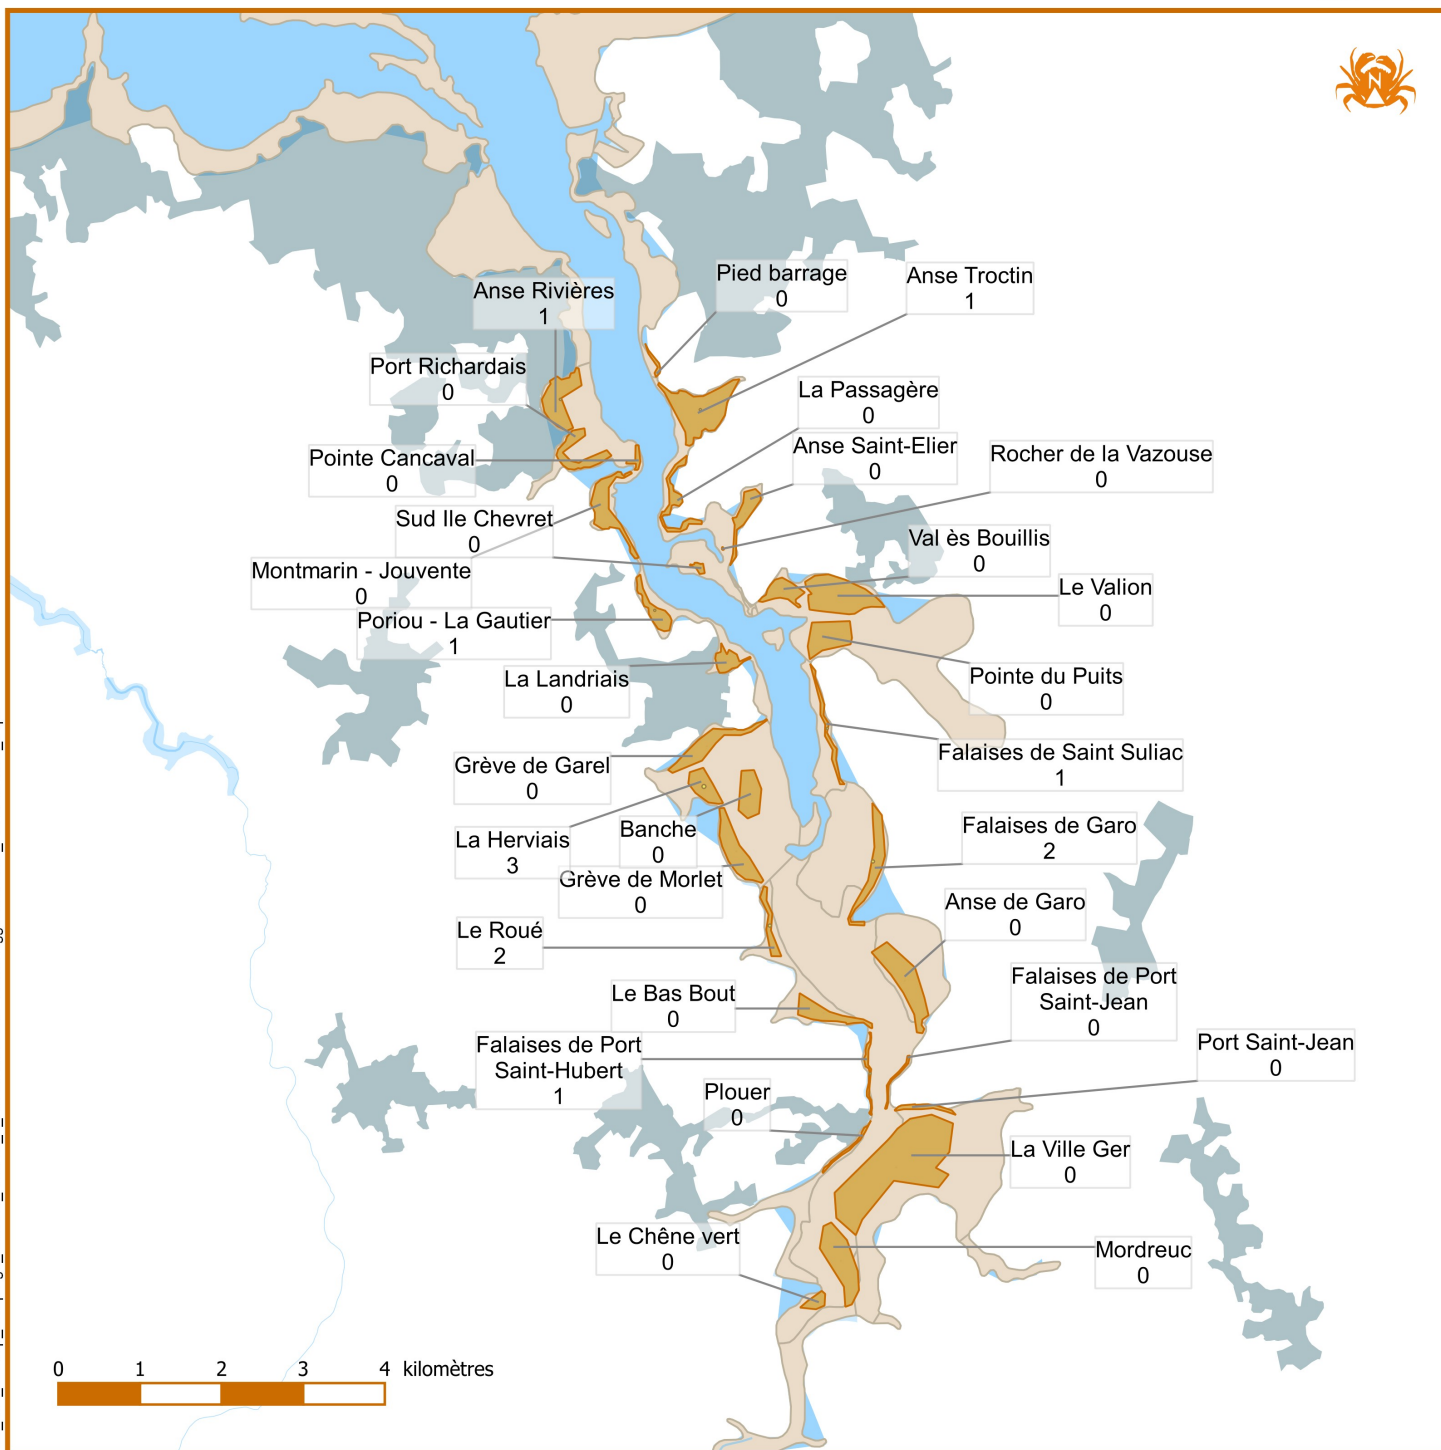 N
Pied barrage
0
Anse Troctin
1
Anse Rivières
1
Port Richardais
0
La Passagère
0
Anse Saint-Elier
0
Rocher de la Vazouse
0
Pointe Cancaval
0
Sud Ile Chevret
0
Val ès Bouillis
0
Montmarin - Jouvente
0
Le Valion
0
Poriou - La Gautier
1
La Landriais
0
Pointe du Puits
0
Falaises de Saint Suliac
1
Grève de Garel
0
La Herviais
3
Banche
0
Falaises de Garo
2
Grève de Morlet
0
Anse de Garo
0
Le Roué
2
Falaises de Port
Saint-Jean
0
Le Bas Bout
0
Falaises de Port
Saint-Hubert
1
Port Saint-Jean
0
Plouer
0
La Ville Ger
0
Le Chêne vert
0
Mordreuc
0
0 1 2 3 4 kilomètres